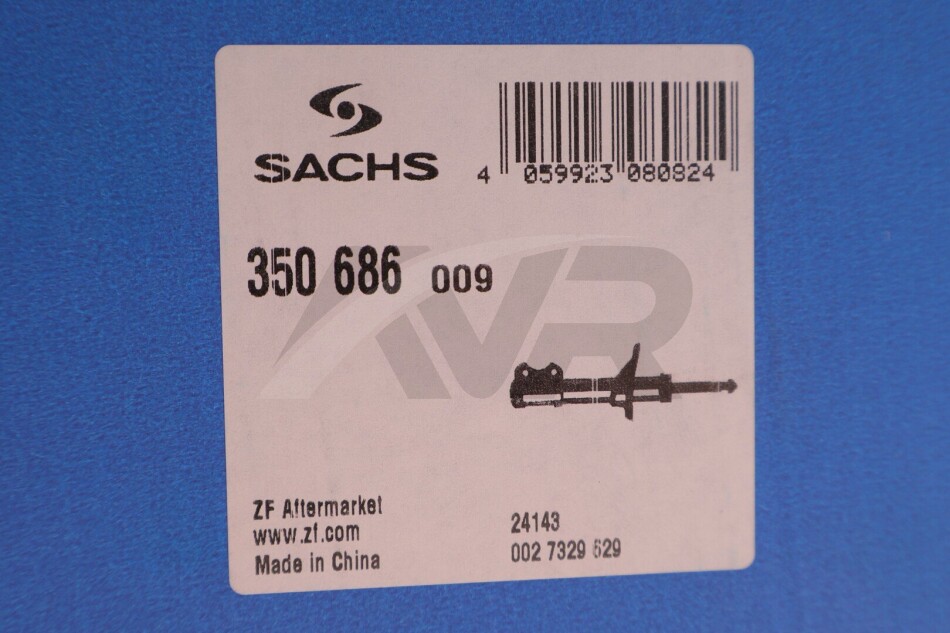 SACHS
4 059923 080824
350 686 009
AVR
ZF Aftermarket
www.zf.com
Made in China
24143
002 7329 629